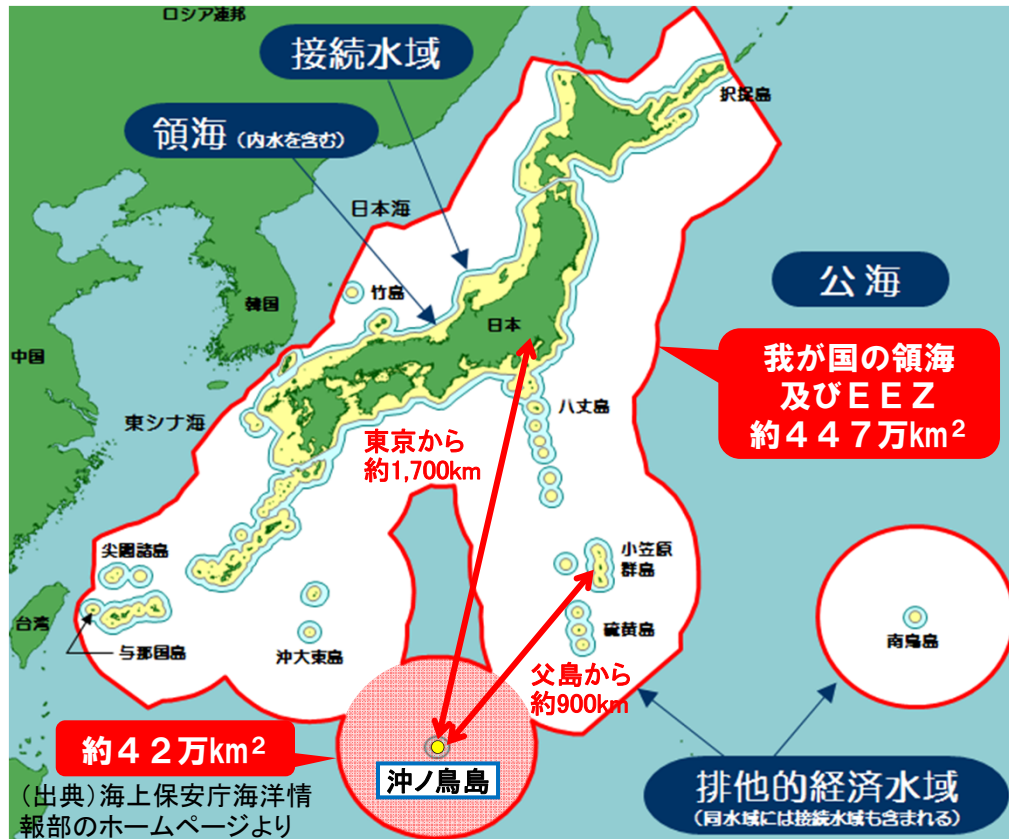 ロシア連邦
接続水域
択捉島
領海（内水を含む）
日本海
竹島
韓国
日本
公海
中国
我が国の領海
及びＥＥＺ
約４４７万km²
八丈島
東シナ海
東京から
約1,700km
尖閣諸島
小笠原
群島
台湾
与那国島
沖大東島
硫黄島
南鳥島
父島から
約900km
約４２万km²
沖ノ鳥島
排他的経済水域
（同水域には接続水域も含まれる）
（出典）海上保安庁海洋情
報部のホームページより